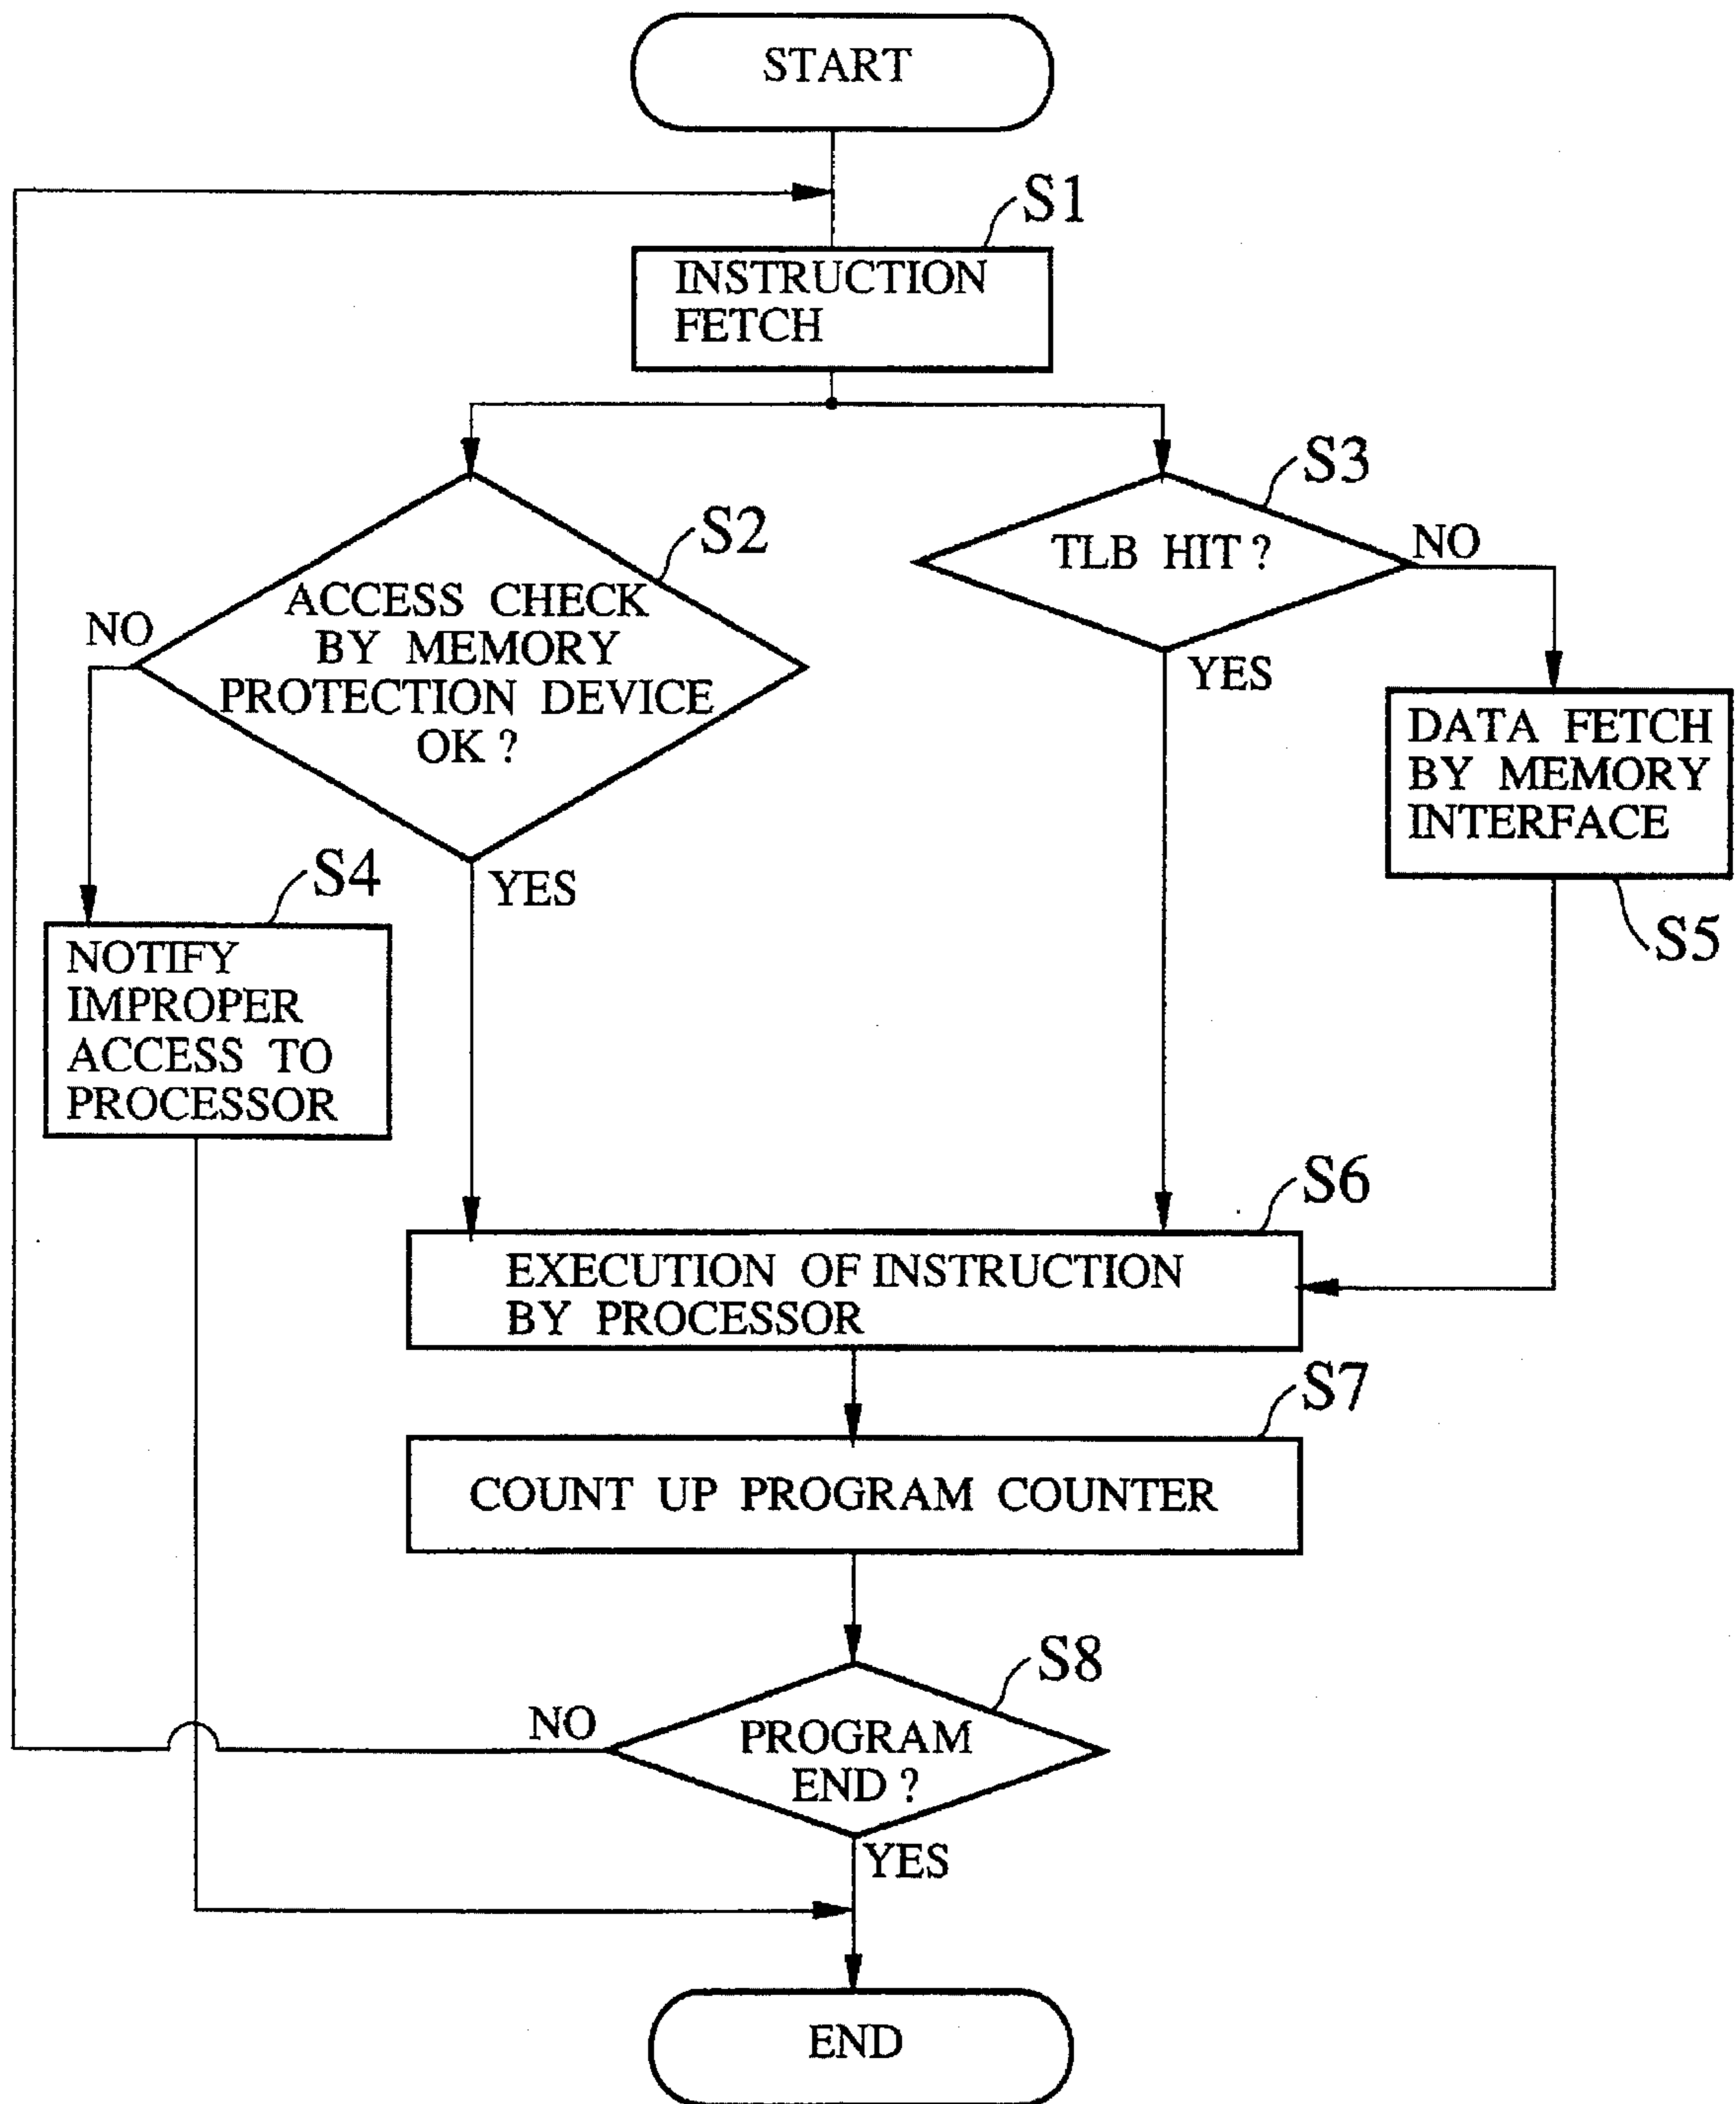 START
S1
INSTRUCTION
FETCH
S3
S2
TLB HIT ?
NO
ACCESS CHECK
BY MEMORY
PROTECTION DEVICE
OK ?
NO
YES
DATA FETCH
BY MEMORY
INTERFACE
S4
YES
S5
NOTIFY
IMPROPER
ACCESS TO
PROCESSOR
S6
EXECUTION OF INSTRUCTION
BY PROCESSOR
S7
COUNT UP PROGRAM COUNTER
S8
NO
PROGRAM
END ?
YES
END